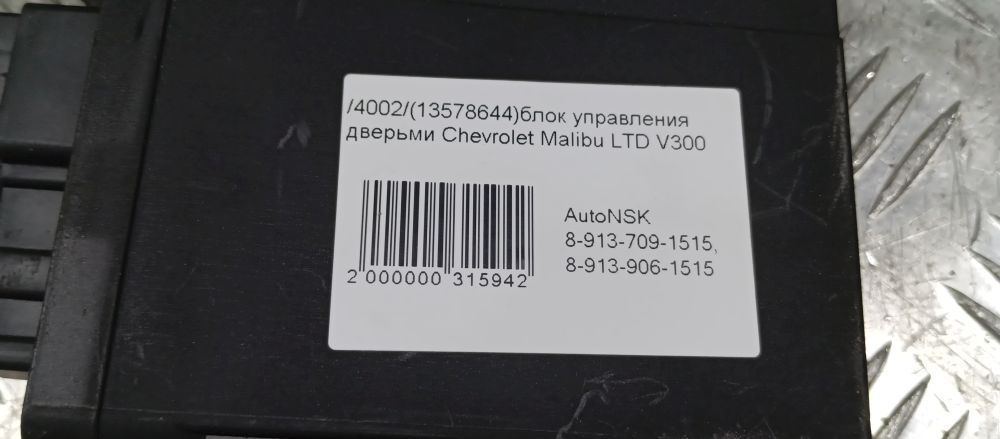 /4002/(13578644)блок управления
дверьми Chevrolet Malibu LTD V300
AutoNSK
8-913-709-1515,
8-913-906-1515
2 000000 315942